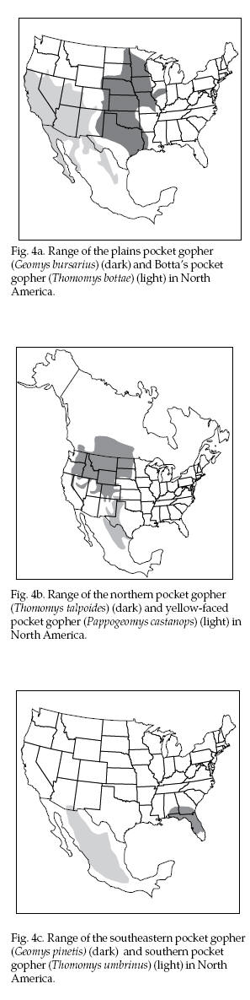 Fig. 4a. Range of the plains pocket gopher
(Geomys bursarius) (dark) and Botta's pocket
gopher (Thomomys bottae) (light) in North
America.
Fig. 4b. Range of the northern pocket gopher
(Thomomys talpoides) (dark) and yellow-faced
pocket gopher (Pappogeomys castanops) (light) in
North America.
Fig. 4c. Range of the southeastern pocket gopher
(Geomys pinetis) (dark) and southern pocket
gopher (Thomomys umbrinus) (light) in North
America.